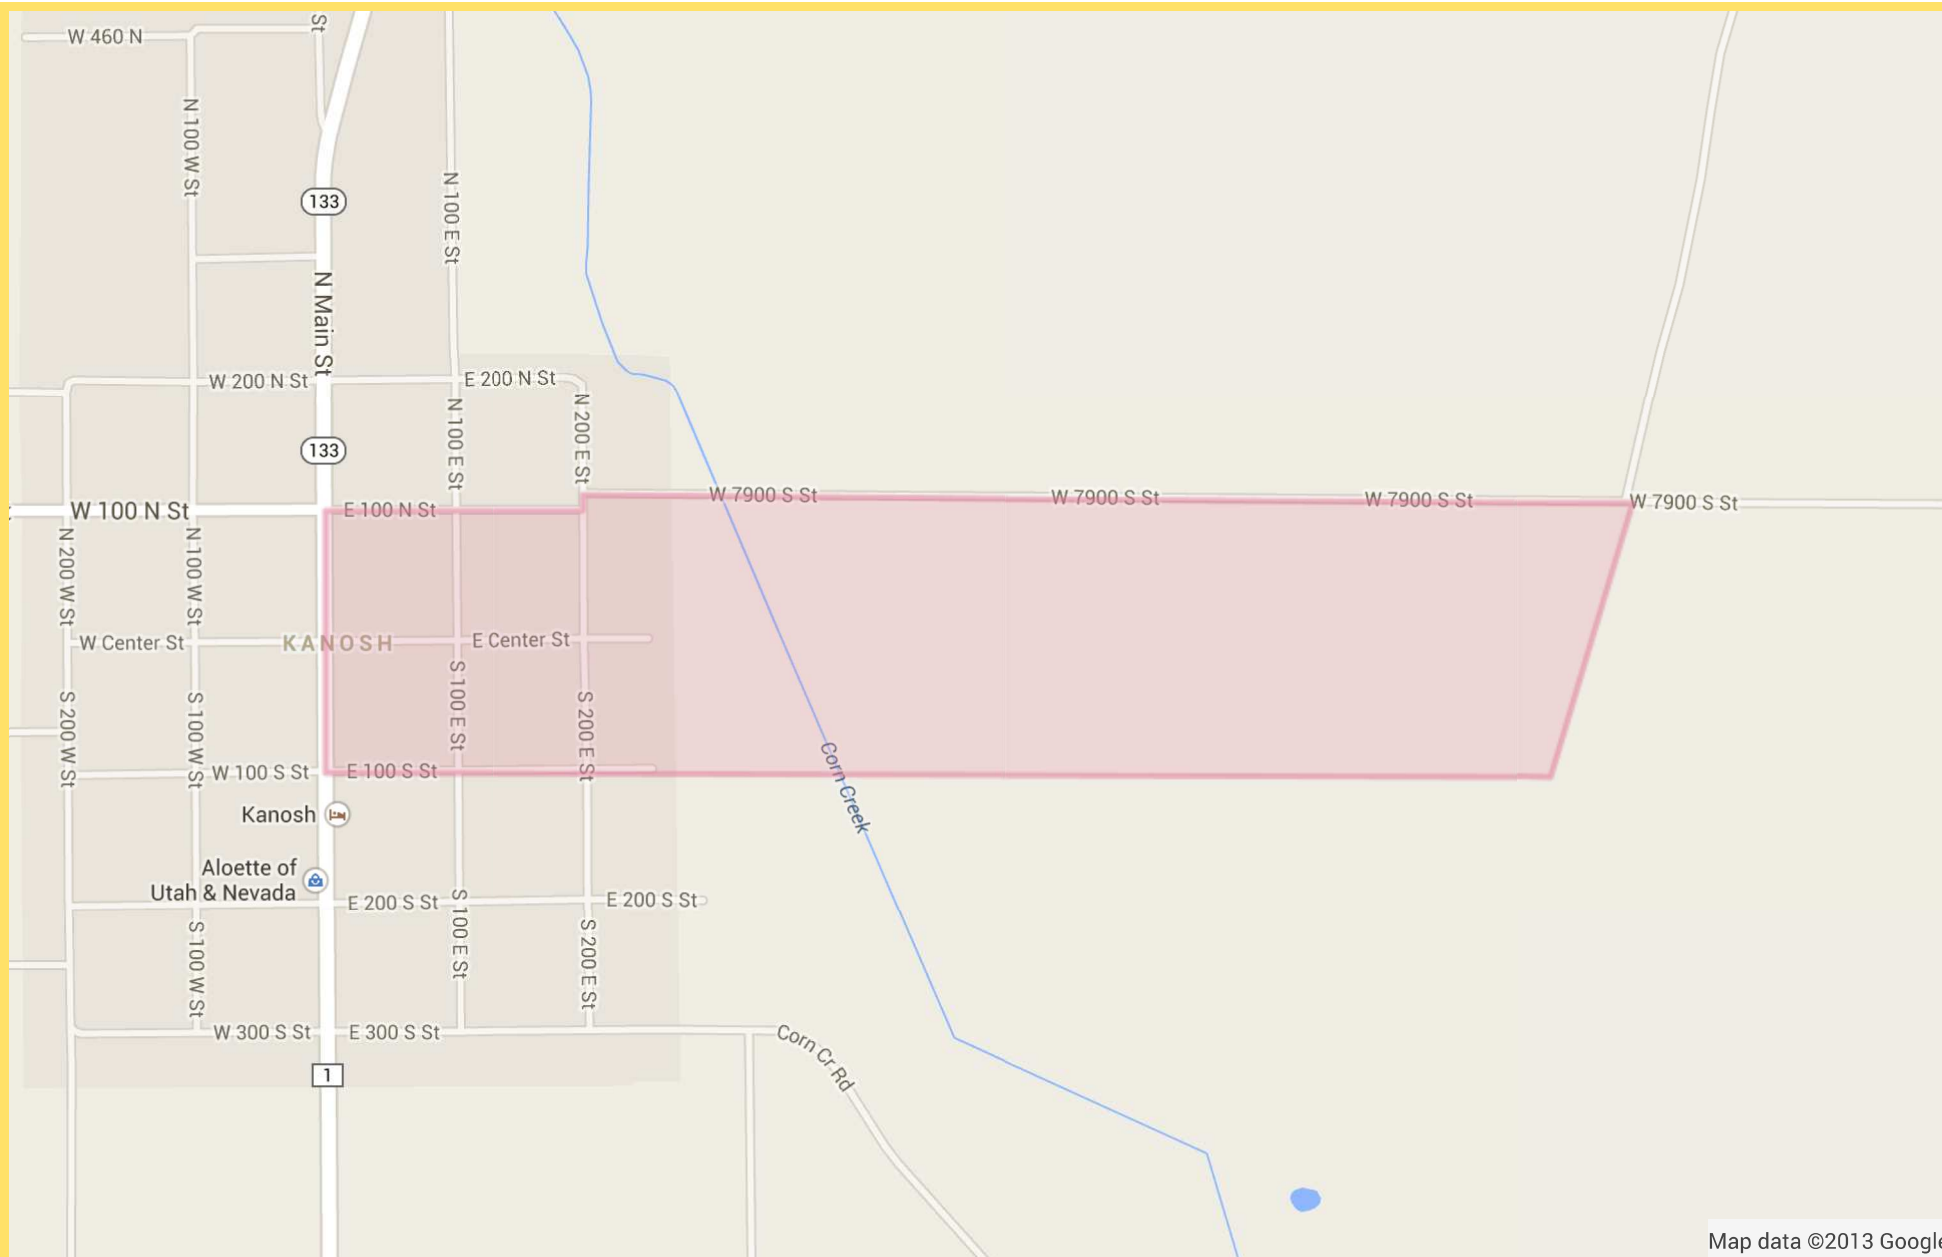 St
W 460 N
N 100 W St
133
N 100 E St
N Main St
W 200 N St
E 200 N St
N 100 E St
N 200 E St
133
W 7900 S St
W 7900 S St
W 7900 S St
W 7900 S St
W 100 N St
E 100 N St
N 200 W St
N 100 W St
W Center St
KANOSH
E Center St
S 200 W St
S 100 W St
S 100 E St
S 200 E St
W 100 S St
E 100 S St
Corn Creek
Kanosh
Aloette of
Utah & Nevada
E 200 S St
E 200 S St
S 100 W St
S 100 E St
S 200 E St
W 300 S St
E 300 S St
Corn Cr Rd
1
Map data ©2013 Google